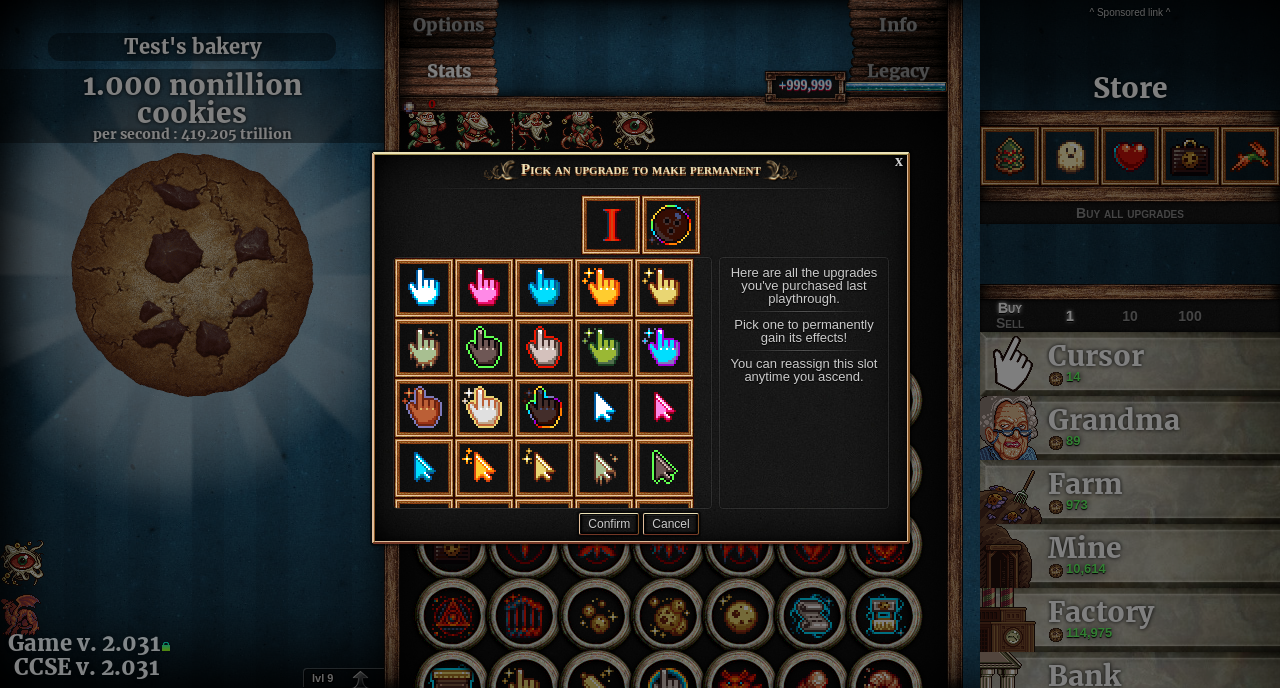 ^ Sponsored link ^
Options
Info
Test's bakery
Stats
Legacy
1.000 nonillion
cookies
per second : 419.205 trillion
+999,999
Store
x
Pick an upgrade to make permanent
I
Buy all upgrades
Here are all the upgrades
you've purchased last
playthrough.
Pick one to permanently
gain its effects!
You can reassign this slot
anytime you ascend.
Buy
Sell
1
10
100
Cursor
14
Grandma
89
Farm
973
Mine
10,614
Factory
114,975
Bank
Confirm
Cancel
Game v. 2.031
CCSE v. 2.031
lvl 9